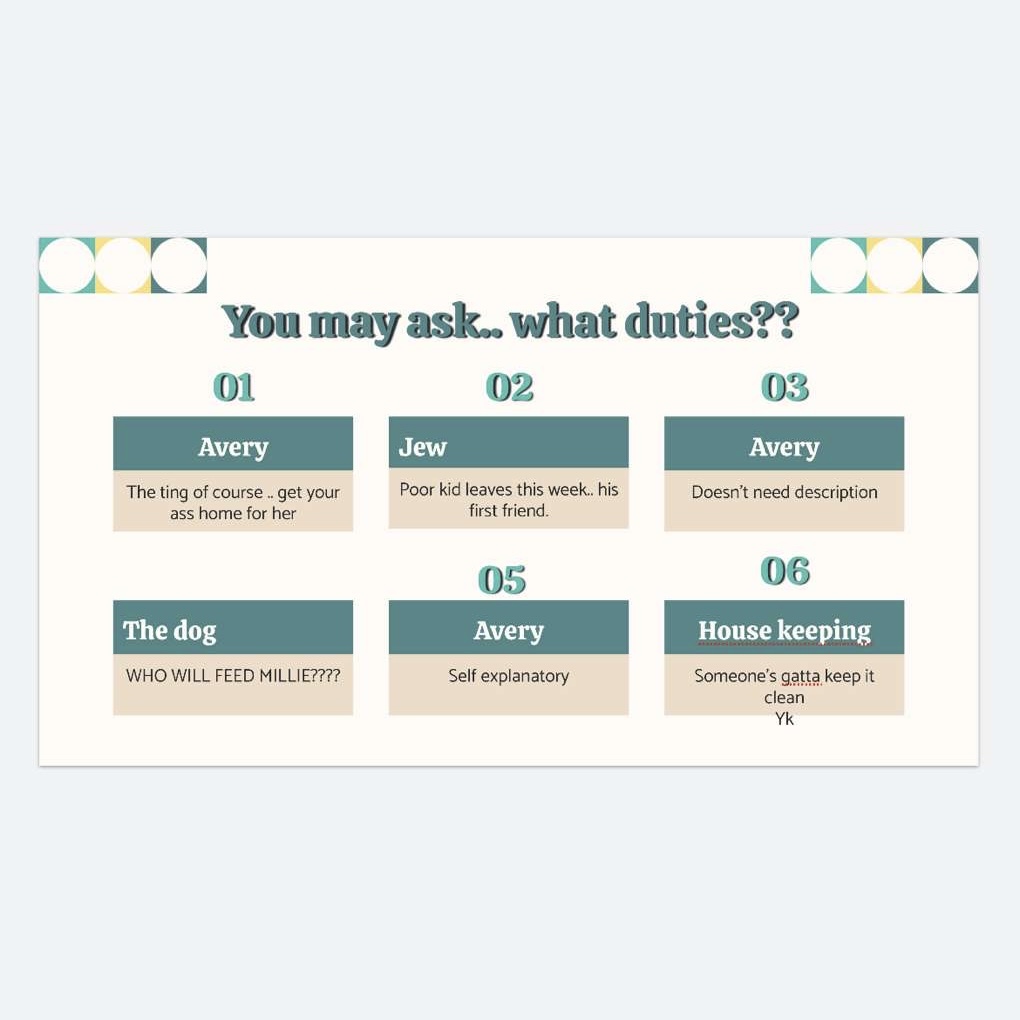 You may ask.. what duties??
01
02
03
Avery
Jew
Avery
The ting of course .. get your
ass home for her
Poor kid leaves this week.. his
first friend.
Doesn't need description
05
06
The dog
Avery
House keeping
WHO WILL FEED MILLIE????
Self explanatory
Someone's gatta keep it
clean
Yk